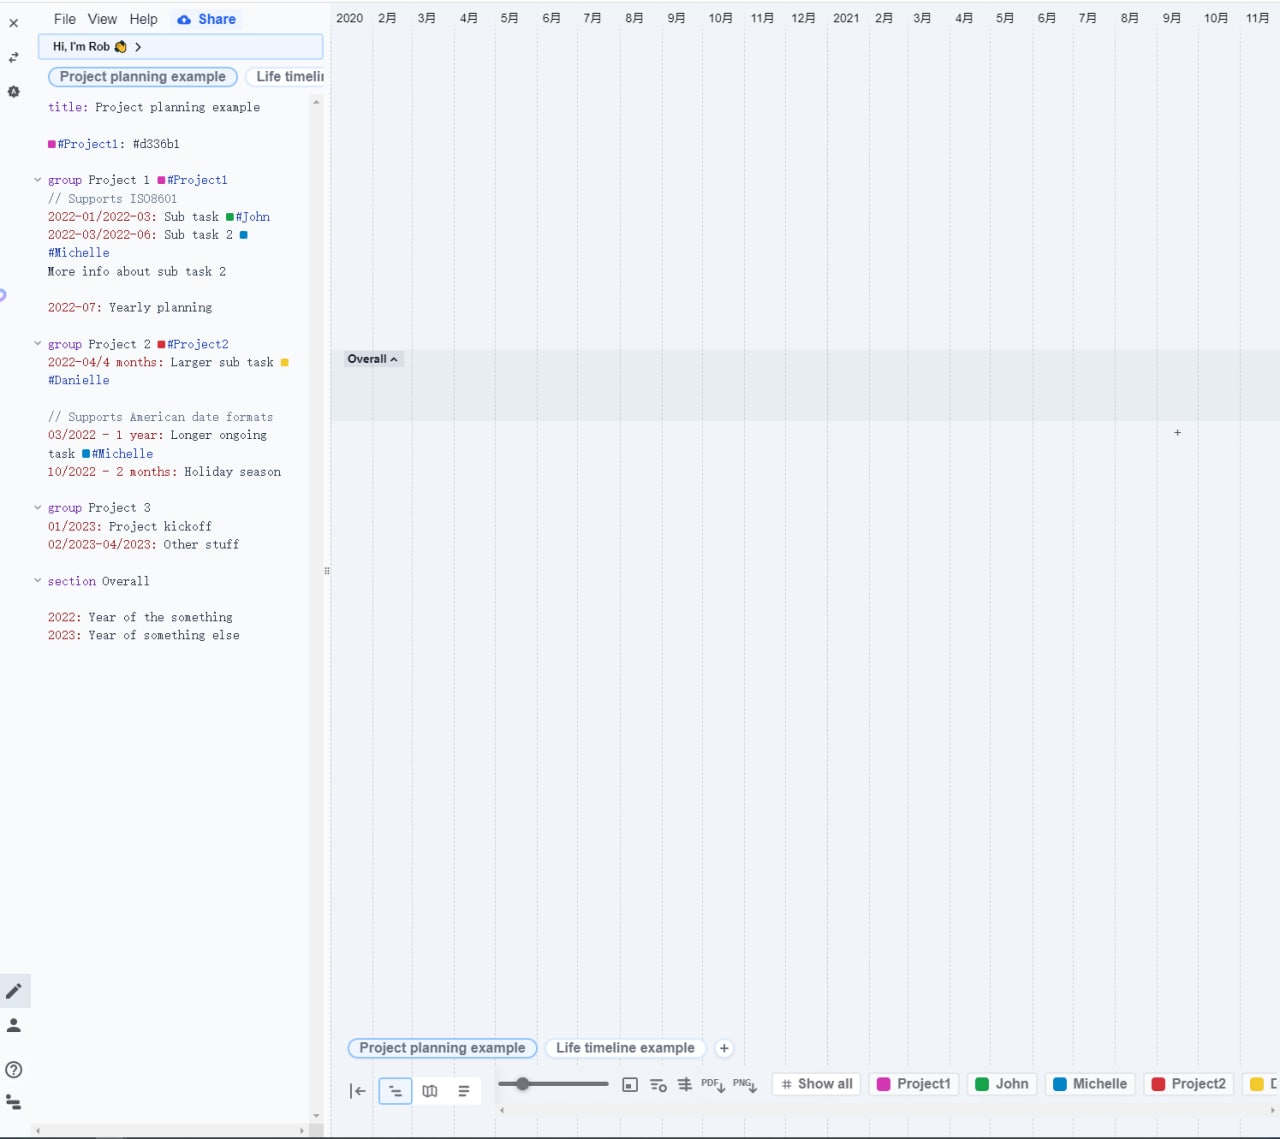 File View Help Share
2020 2月 3月 4月 5月 6月 7月 8月 9月 10月 11月 12月 2021 2月 3月 4月 5月 6月 7月 8月 9月 10月 11月
Hi, I'm Rob
Project planning example Life timelin
title: Project planning example
#Project1: #d336b1
group Project 1 #Project1
// Supports ISO8601
2022-01/2022-03: Sub task #John
2022-03/2022-06: Sub task 2
#Michelle
More info about sub task 2
2022-07: Yearly planning
group Project 2 #Project2
2022-04/4 months: Larger sub task
#Danielle
// Supports American date formats
03/2022 - 1 year: Longer ongoing
task #Michelle
10/2022 - 2 months: Holiday season
group Project 3
01/2023: Project kickoff
02/2023-04/2023: Other stuff
section Overall
2022: Year of the something
2023: Year of something else
Overall
Project planning example Life timeline example +
PDF PNG # Show all Project1 John Michelle Project2 D